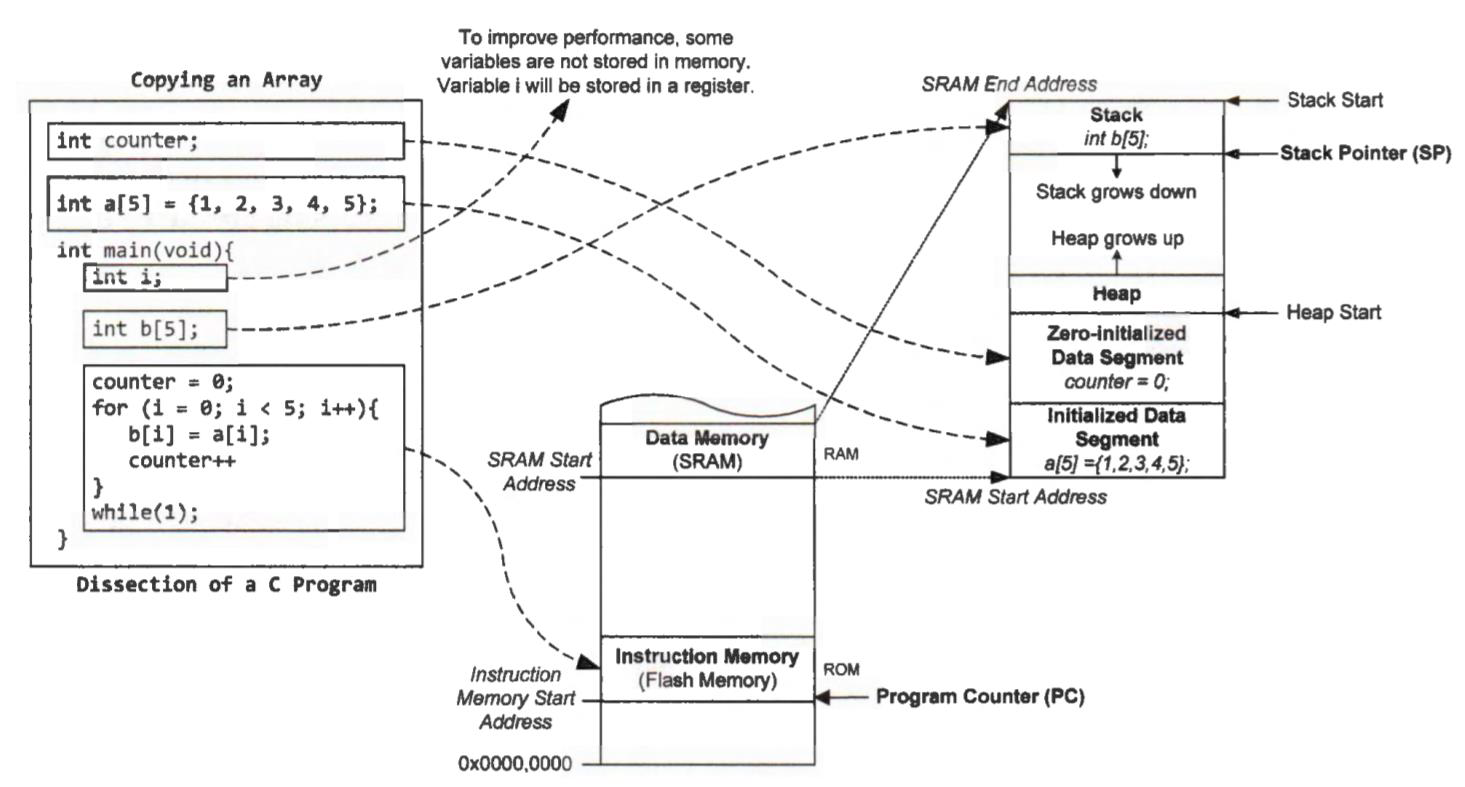 To improve performance, some
variables are not stored in memory.
Variable i will be stored in a register.
Copying an Array
int counter;
int a[5] = {1, 2, 3, 4, 5};
int main(void){
int i;
int b[5];
counter = 0;
for (i = 0; i < 5; i++){
b[i] = a[i];
counter++
}
while(1);
}
Dissection of a C Program
SRAM End Address
Stack Start
Stack
int b[5];
Stack Pointer (SP)
Stack grows down
Heap grows up
Heap
Heap Start
Zero-initialized
Data Segment
counter = 0;
Initialized Data
Segment
a[5] ={1,2,3,4,5};
SRAM Start Address
Data Memory
(SRAM)
RAM
SRAM Start
Address
Instruction Memory
(Flash Memory)
ROM
Instruction
Memory Start
Address
Program Counter (PC)
0x0000,0000